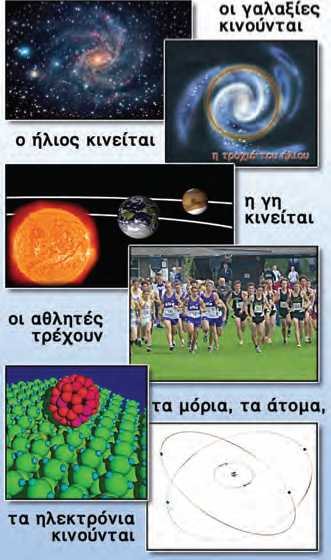 οι γαλαξίες
κινούνται
ο ήλιος κινείται
η τροχιά του ήλιου
η γη
κινείται
οι αθλητές
τρέχουν
τα μόρια, τα άτομα,
τα ηλεκτρόνια
κινούνται